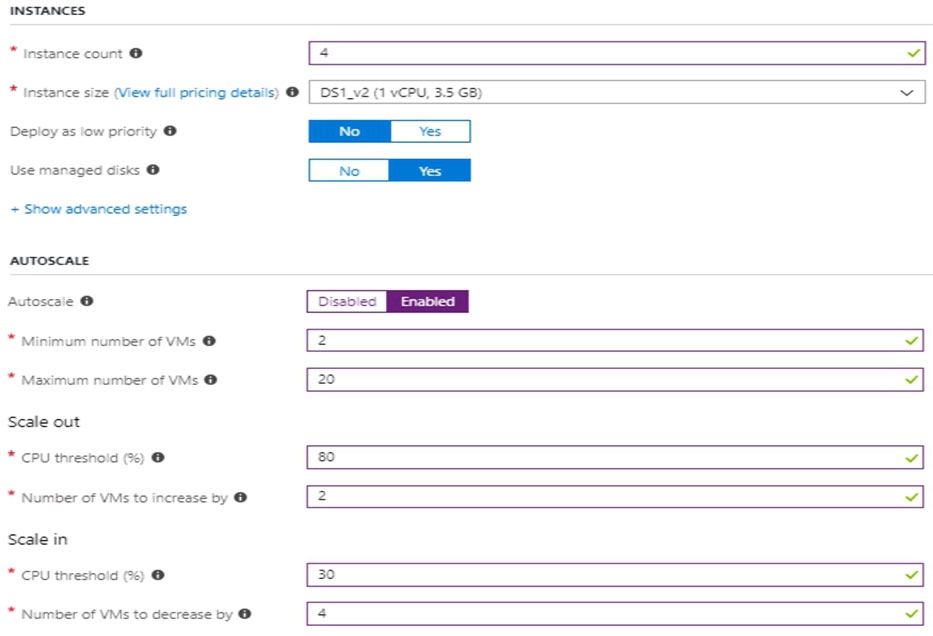 INSTANCES
* Instance count 4
* Instance size (View full pricing details) DS1_v2 (1 vCPU, 3.5 GB)
Deploy as low priority No Yes
Use managed disks No Yes
+ Show advanced settings
AUTOSCALE
Autoscale Disabled Enabled
* Minimum number of VMs 2
* Maximum number of VMs 20
Scale out
* CPU threshold (%) 80
* Number of VMs to increase by 2
Scale in
* CPU threshold (%) 30
* Number of VMs to decrease by 4